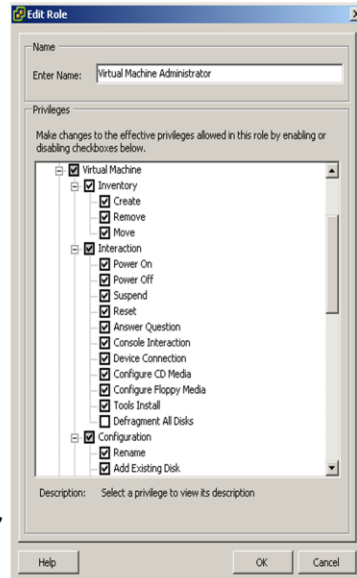 Edit Role
Name
Enter Name:
Virtual Machine Administrator
Privileges
Make changes to the effective privileges allowed in this role by enabling or
disabling checkboxes below.
Virtual Machine
Inventory
Create
Remove
Move
Interaction
Power On
Power Off
Suspend
Reset
Answer Question
Console Interaction
Device Connection
Configure CD Media
Configure Floppy Media
Tools Install
Defragment All Disks
Configuration
Rename
Add Existing Disk
Description: Select a privilege to view its description
Help OK Cancel